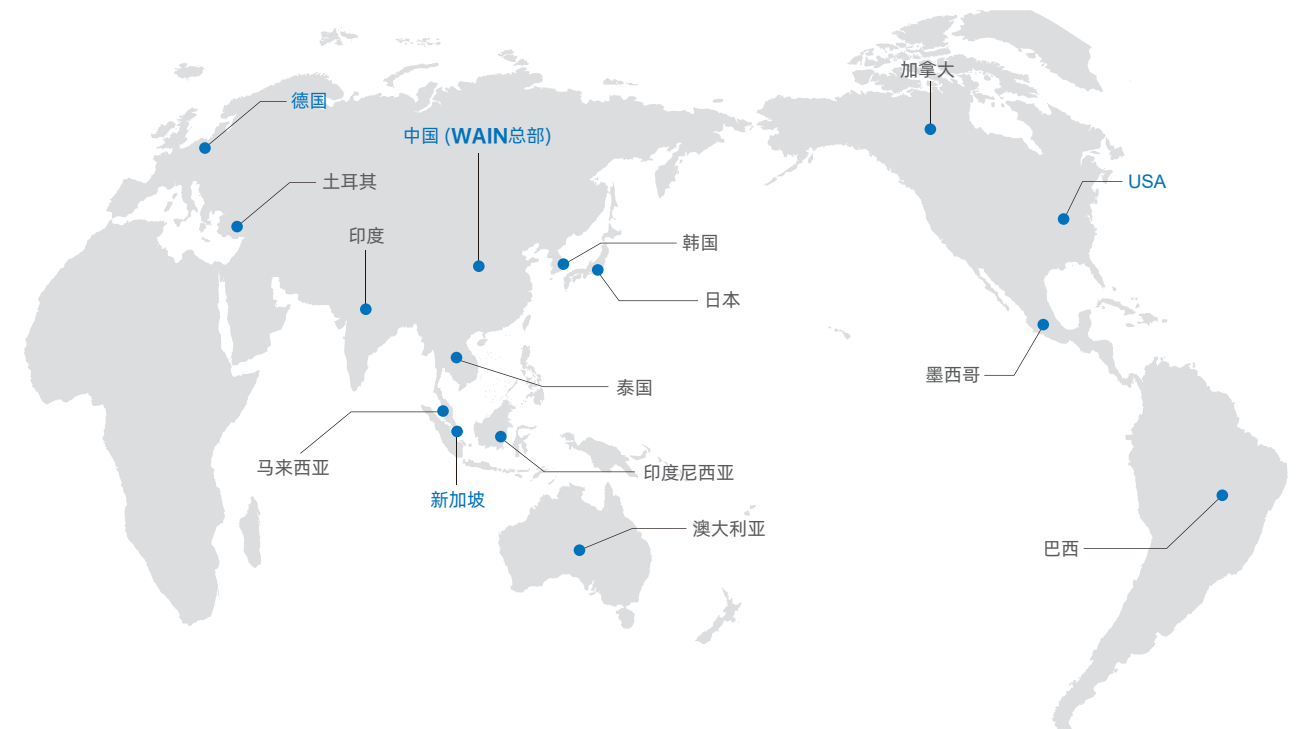 加拿大
德国
中国 (WAIN总部)
土耳其
USA
印度
韩国
日本
墨西哥
泰国
马来西亚
印度尼西亚
新加坡
澳大利亚
巴西